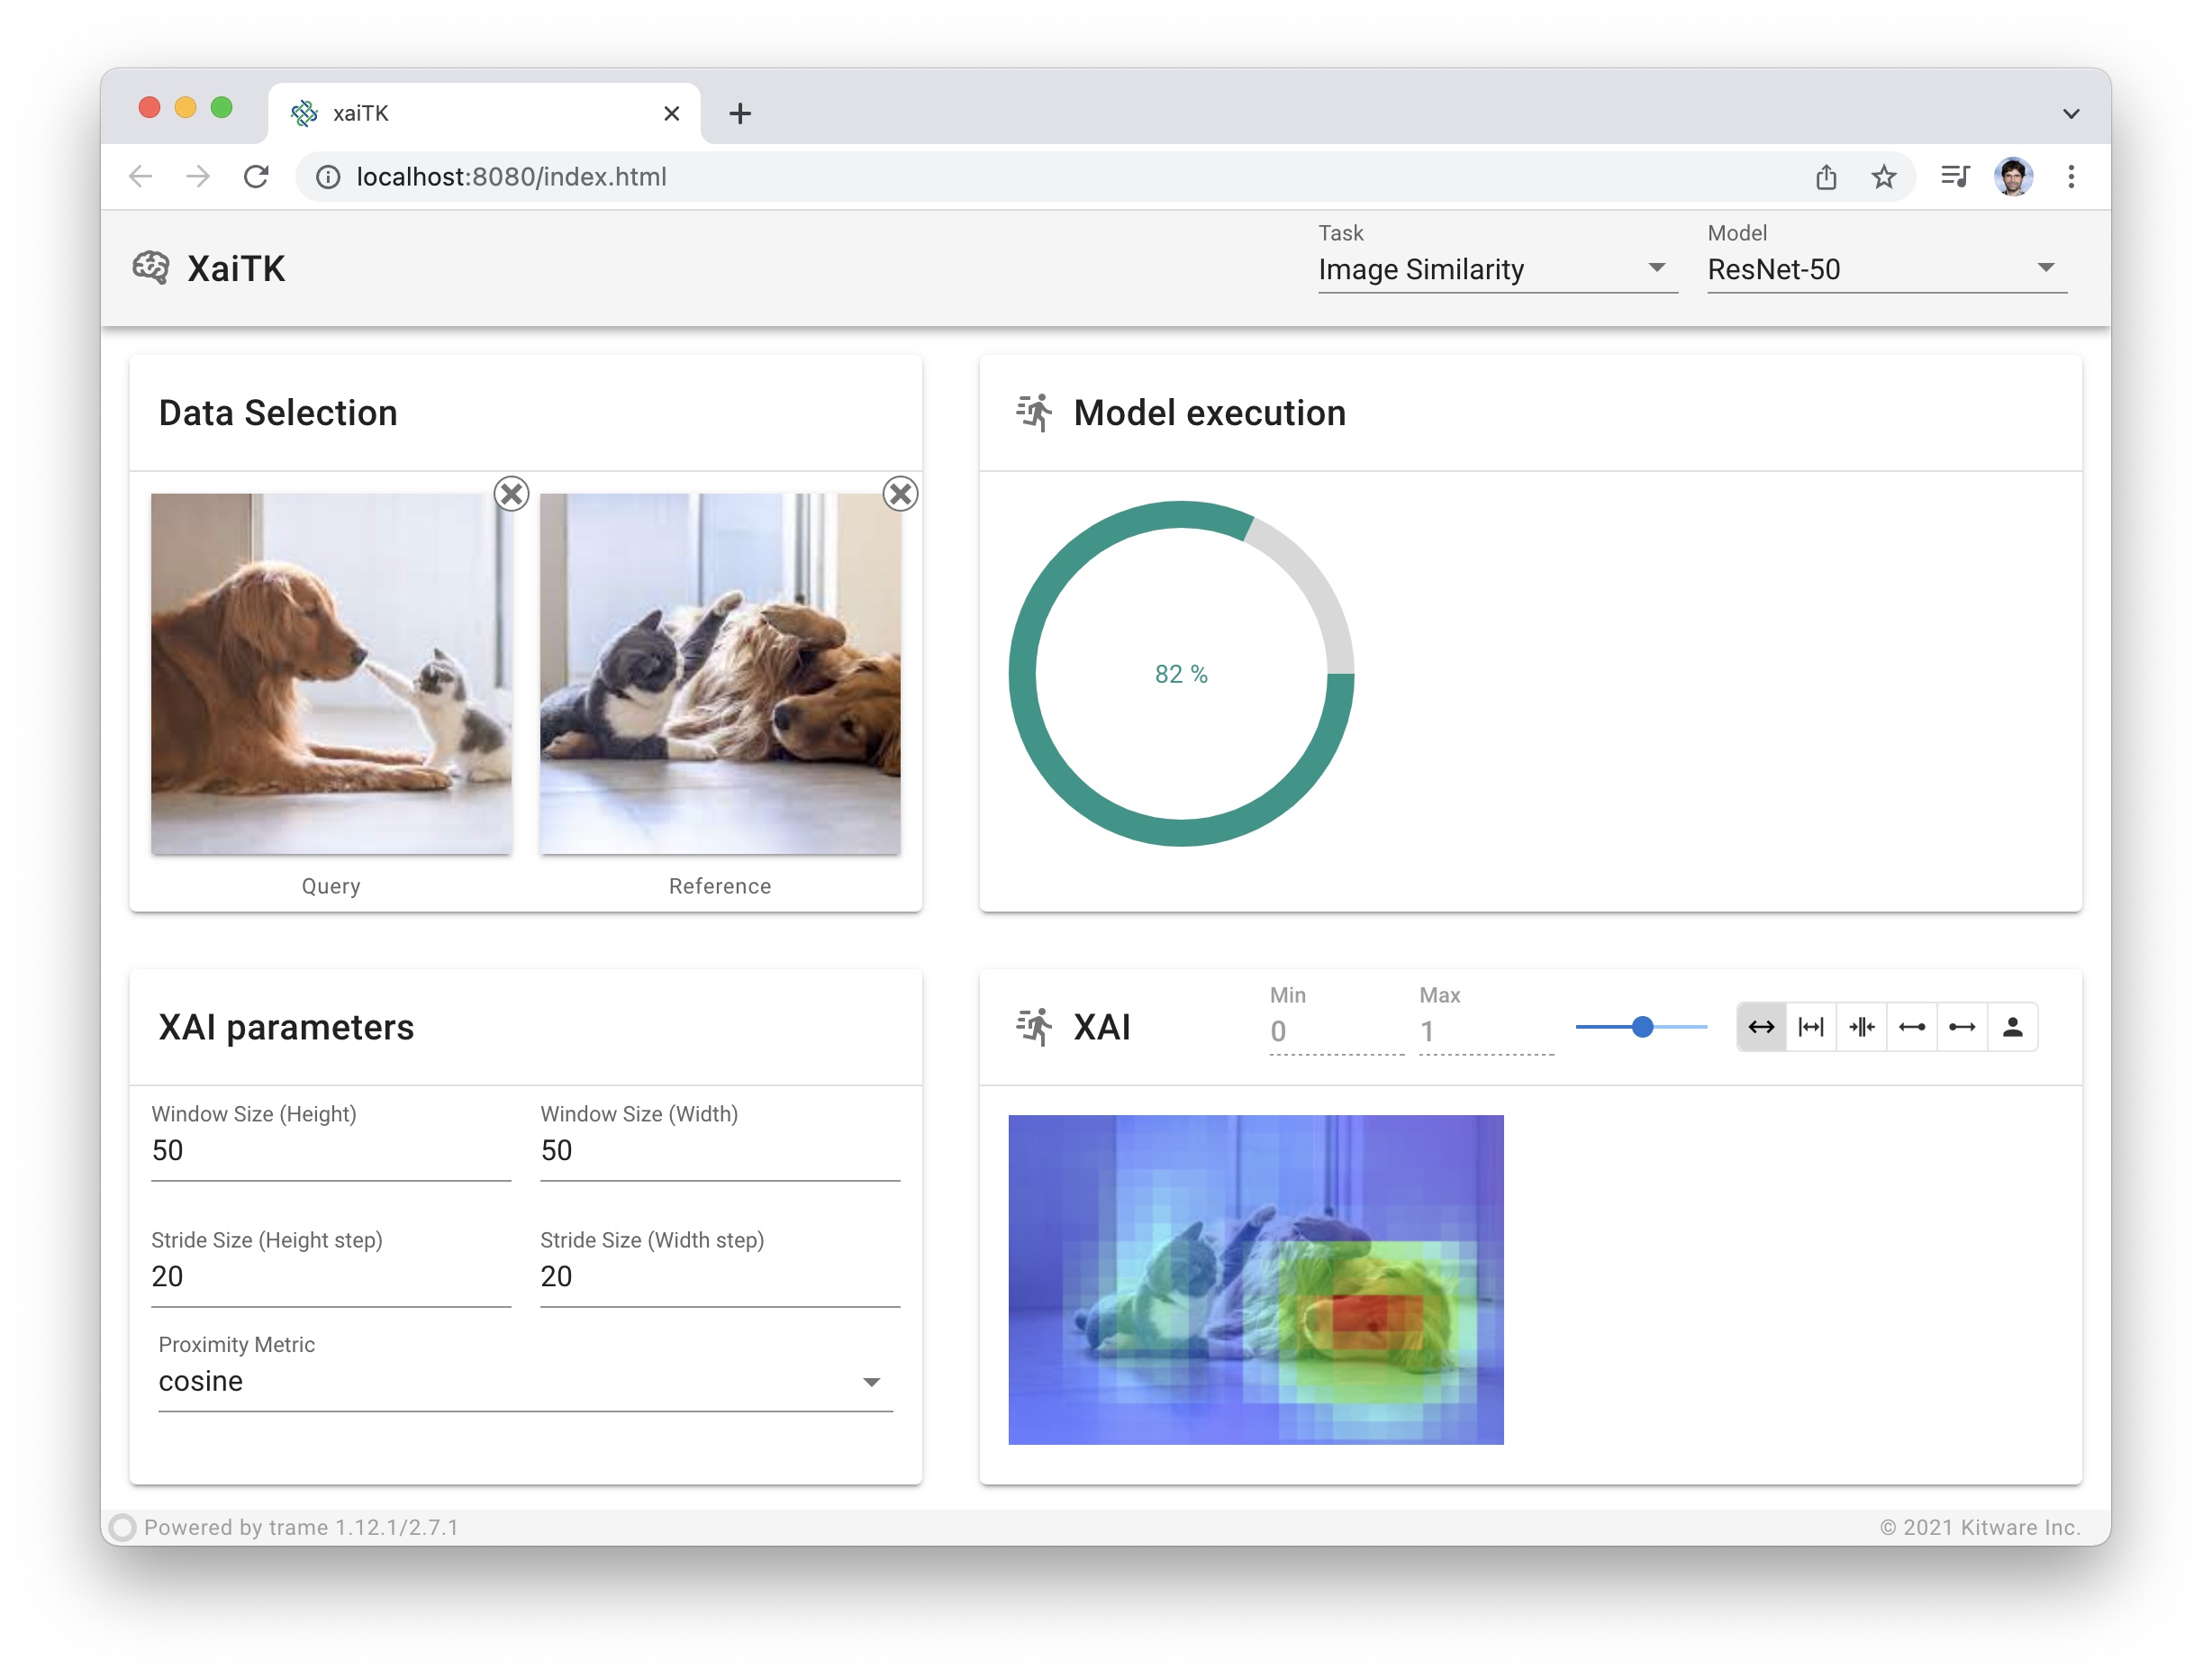 xaiTK
localhost:8080/index.html
XaiTK
Task
Image Similarity
Model
ResNet-50
Data Selection
Query
Reference
Model execution
82 %
XAI parameters
Window Size (Height)
50
Window Size (Width)
50
Stride Size (Height step)
20
Stride Size (Width step)
20
Proximity Metric
cosine
XAI
Min
0
Max
1
Powered by trame 1.12.1/2.7.1
© 2021 Kitware Inc.